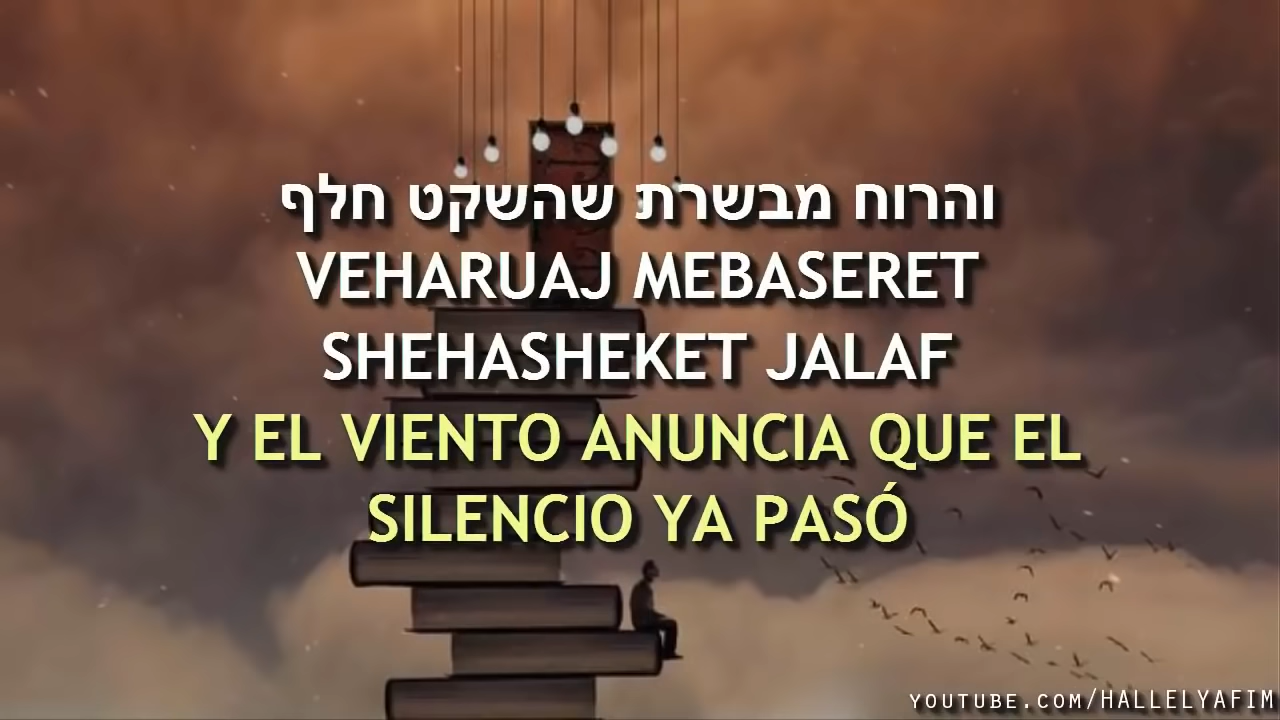 והרוח מבשרת שהשקט חלף
VEHARUAJ MEBASERET
SHEHASHEKET JALAF
Y EL VIENTO ANUNCIA QUE EL
SILENCIO YA PASÓ
YOUTUBE.COM/HALLELYAFIM